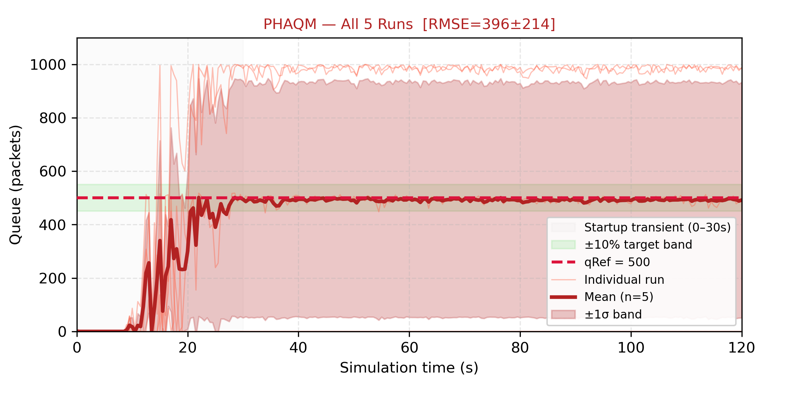 PHAQM — All 5 Runs [RMSE=396±214]
1000
800
600
400
200
0
Queue (packets)
Startup transient (0–30s)
±10% target band
qRef = 500
Individual run
Mean (n=5)
±1σ band
0 20 40 60 80 100 120
Simulation time (s)